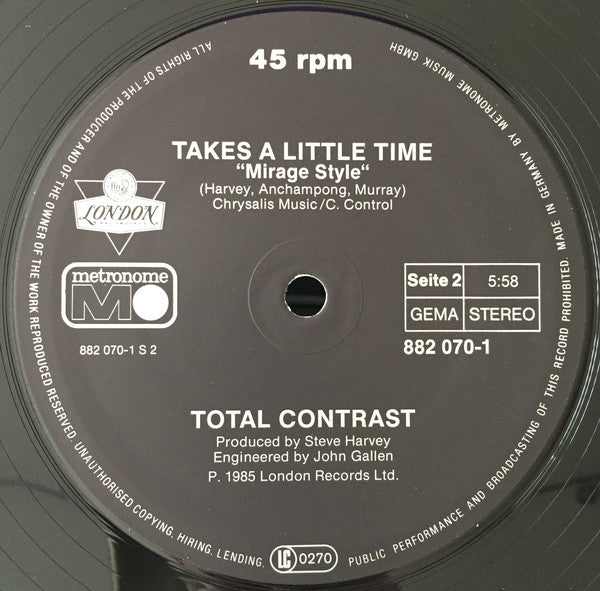 45 rpm
TAKES A LITTLE TIME
"Mirage Style"
(Harvey, Anchampong, Murray)
Chrysalis Music/C. Control
LONDON
metronome
M
882 070-1 S 2
Seite 2 5:58
GEMA STEREO
882 070-1
TOTAL CONTRAST
Produced by Steve Harvey
Engineered by John Gallen
P. 1985 London Records Ltd.
ALL RIGHTS OF THE PRODUCER AND OF THE OWNER OF THE WORK REPRODUCED RESERVED. UNAUTHORISED COPYING, HIRING, LENDING, PUBLIC PERFORMANCE AND BROADCASTING OF THIS RECORD PROHIBITED. MADE IN GERMANY BY METRONOME MUSIK GMBH
LC 0270